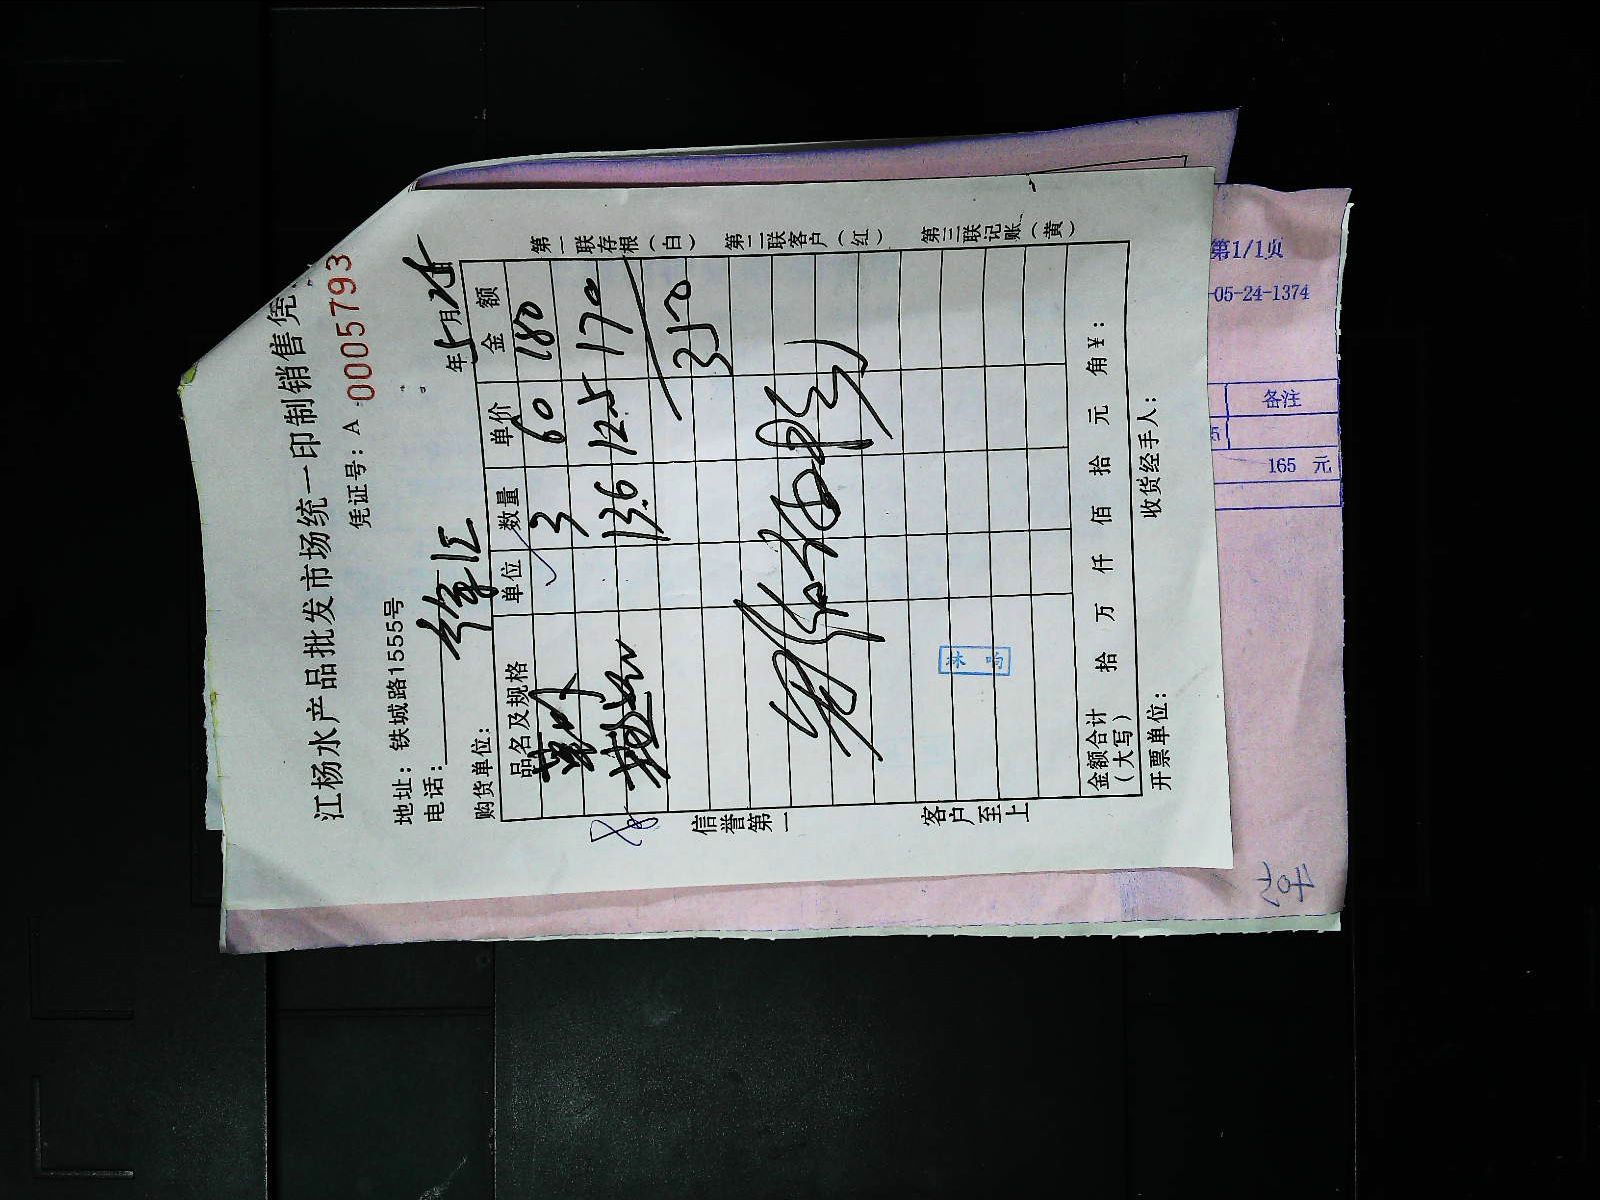 江杨水产品批发市场统一印制销售凭
凭证号: A 0005793
地址: 铁城路1555号
电话:
年5月
购货单位:
品名及规格 单位 数量 单价 金额
3 60 180
13.6 12.5 170
350
第一联存根(白)
第二联客户(红)
第三联记账(黄)
信誉第一
客户至上
金额合计(大写) 拾 万 仟 佰 拾 元 角 ¥:
开票单位: 收货经手人:
第1/1页
-05-24-1374
备注
165 元